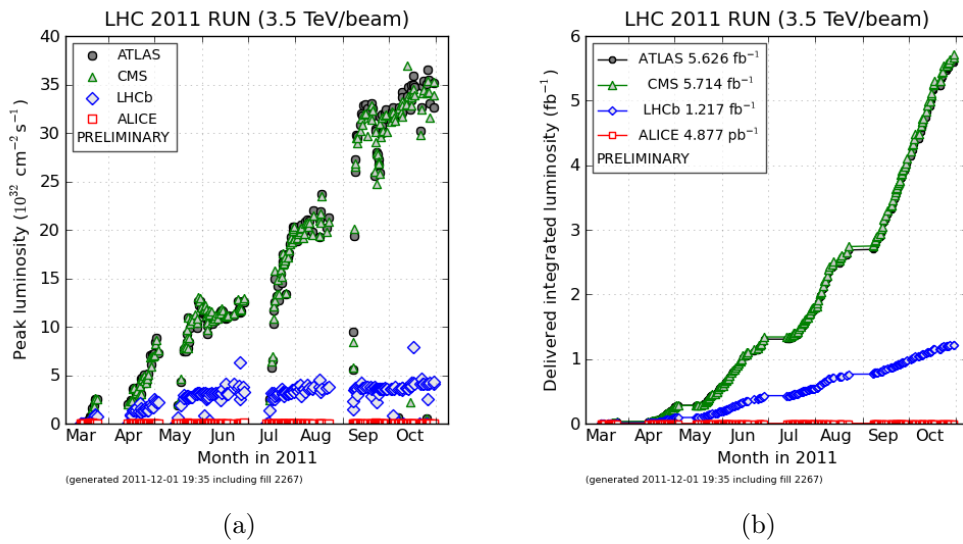 LHC 2011 RUN (3.5 TeV/beam)
40
35
30
25
20
15
10
5
0
Peak luminosity (10³² cm⁻² s⁻¹)
ATLAS
CMS
LHCb
ALICE
PRELIMINARY
Mar Apr May Jun Jul Aug Sep Oct
Month in 2011
(generated 2011-12-01 19:35 including fill 2267)
(a)
LHC 2011 RUN (3.5 TeV/beam)
6
5
4
3
2
1
0
Delivered integrated luminosity (fb⁻¹)
ATLAS 5.626 fb⁻¹
CMS 5.714 fb⁻¹
LHCb 1.217 fb⁻¹
ALICE 4.877 pb⁻¹
PRELIMINARY
Mar Apr May Jun Jul Aug Sep Oct
Month in 2011
(generated 2011-12-01 19:35 including fill 2267)
(b)